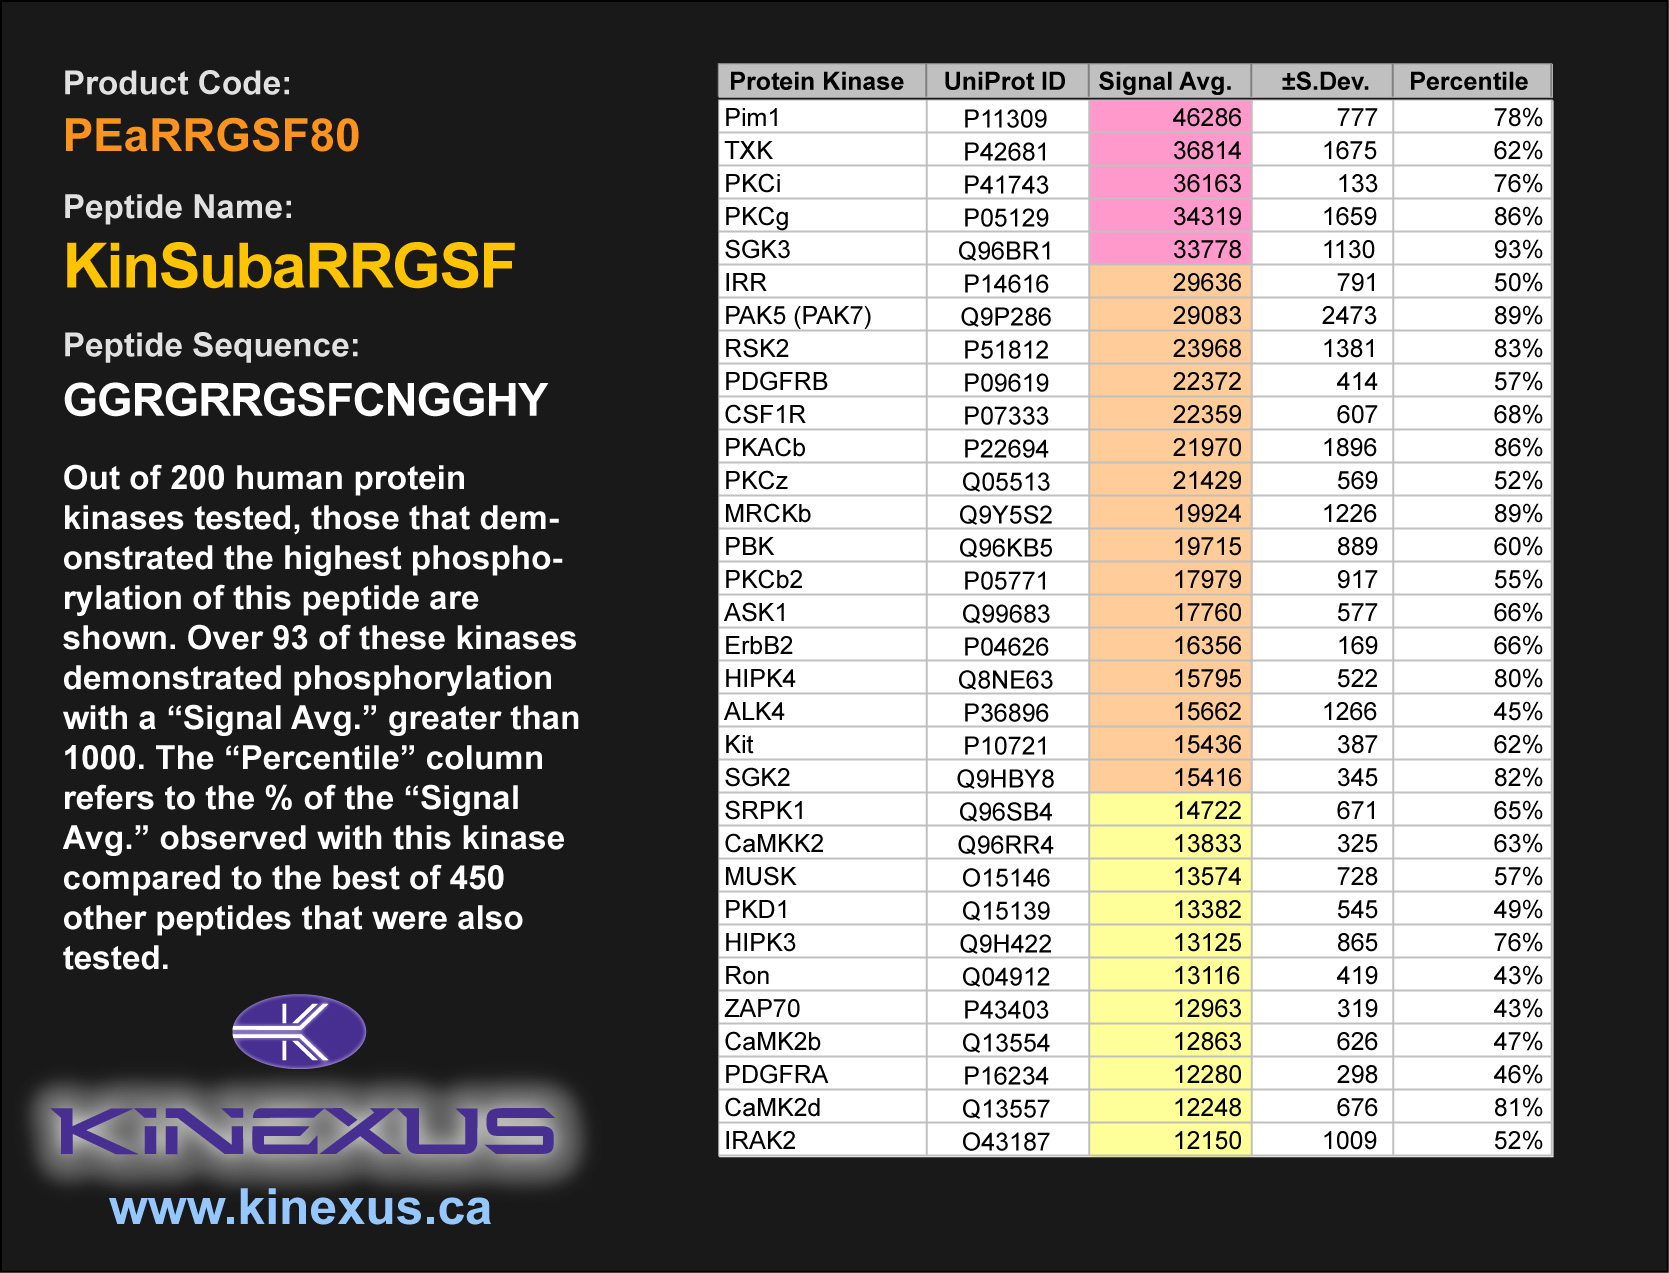 Product Code:
PEaRRGSF80
Peptide Name:
KinSubaRRGSF
Peptide Sequence:
GGRGRRGSFCNGGHY
Out of 200 human protein
kinases tested, those that dem-
onstrated the highest phospho-
rylation of this peptide are
shown. Over 93 of these kinases
demonstrated phosphorylation
with a “Signal Avg.” greater than
1000. The “Percentile” column
refers to the % of the “Signal
Avg.” observed with this kinase
compared to the best of 450
other peptides that were also
tested.
KINEXUS
www.kinexus.ca
Protein Kinase UniProt ID Signal Avg. ±S.Dev. Percentile
Pim1 P11309 46286 777 78%
TXK P42681 36814 1675 62%
PKCi P41743 36163 133 76%
PKCg P05129 34319 1659 86%
SGK3 Q96BR1 33778 1130 93%
IRR P14616 29636 791 50%
PAK5 (PAK7) Q9P286 29083 2473 89%
RSK2 P51812 23968 1381 83%
PDGFRB P09619 22372 414 57%
CSF1R P07333 22359 607 68%
PKACb P22694 21970 1896 86%
PKCz Q05513 21429 569 52%
MRCKb Q9Y5S2 19924 1226 89%
PBK Q96KB5 19715 889 60%
PKCb2 P05771 17979 917 55%
ASK1 Q99683 17760 577 66%
ErbB2 P04626 16356 169 66%
HIPK4 Q8NE63 15795 522 80%
ALK4 P36896 15662 1266 45%
Kit P10721 15436 387 62%
SGK2 Q9HBY8 15416 345 82%
SRPK1 Q96SB4 14722 671 65%
CaMKK2 Q96RR4 13833 325 63%
MUSK O15146 13574 728 57%
PKD1 Q15139 13382 545 49%
HIPK3 Q9H422 13125 865 76%
Ron Q04912 13116 419 43%
ZAP70 P43403 12963 319 43%
CaMK2b Q13554 12863 626 47%
PDGFRA P16234 12280 298 46%
CaMK2d Q13557 12248 676 81%
IRAK2 O43187 12150 1009 52%